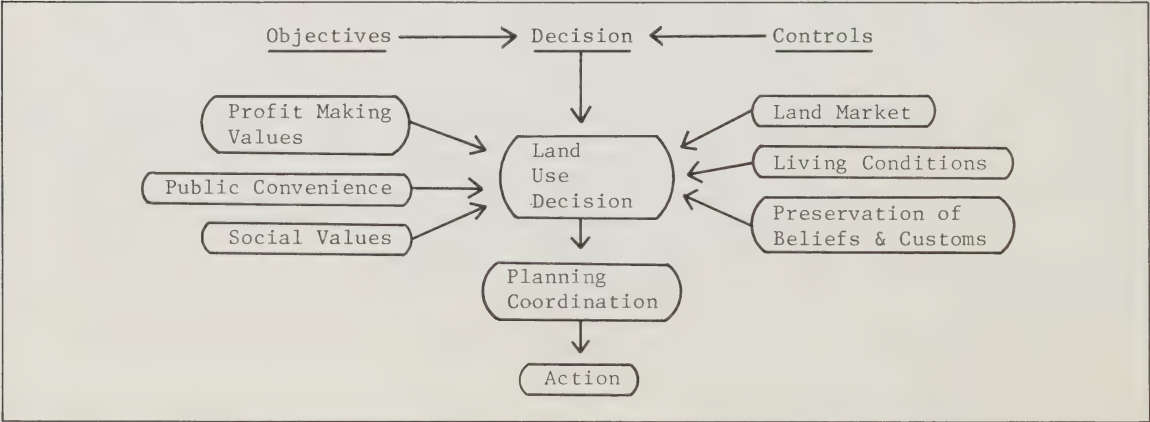 Objectives
Decision
Controls
Profit Making
Values
Public Convenience
Social Values
Land
Use
Decision
Land Market
Living Conditions
Preservation of
Beliefs & Customs
Planning
Coordination
Action